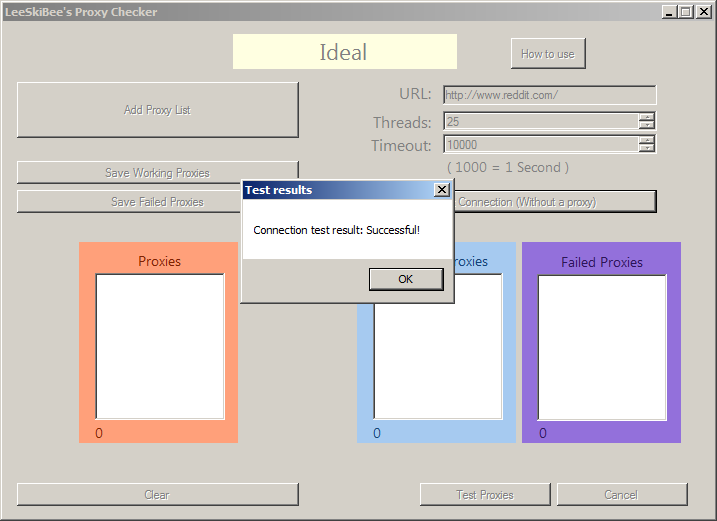 LeeSkiBee's Proxy Checker
Ideal
How to use
Add Proxy List
URL:
http://www.reddit.com/
Threads:
25
Timeout:
10000
( 1000 = 1 Second )
Save Working Proxies
Save Failed Proxies
Connection (Without a proxy)
Test results
Connection test result: Successful!
OK
Proxies
Failed Proxies
0
0
0
Clear
Test Proxies
Cancel